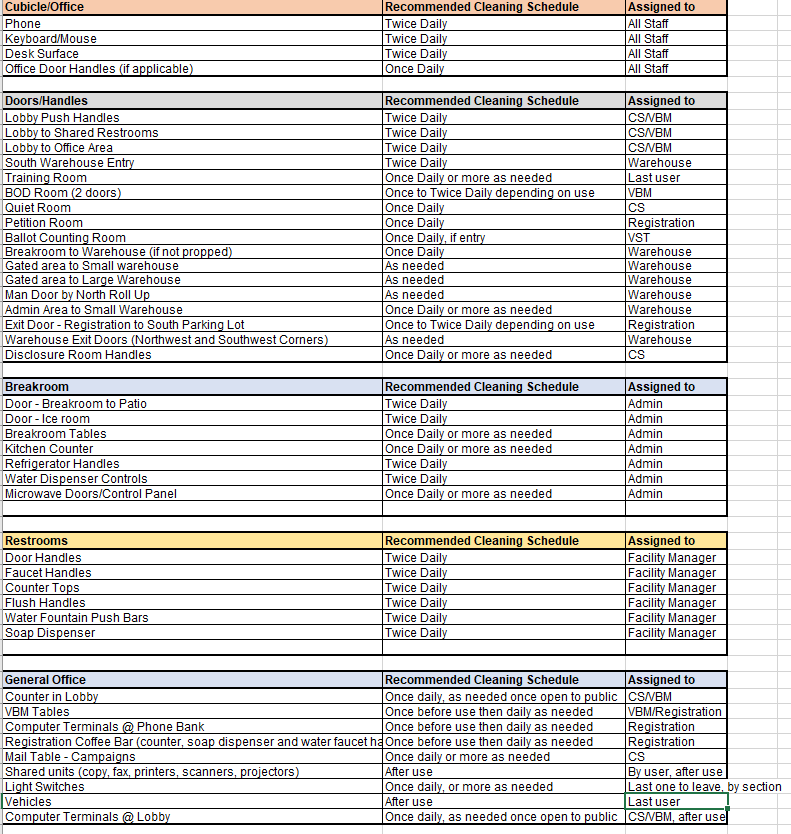 Cubicle/Office Recommended Cleaning Schedule Assigned to
Phone Twice Daily All Staff
Keyboard/Mouse Twice Daily All Staff
Desk Surface Twice Daily All Staff
Office Door Handles (if applicable) Once Daily All Staff
Doors/Handles Recommended Cleaning Schedule Assigned to
Lobby Push Handles Twice Daily CS/VBM
Lobby to Shared Restrooms Twice Daily CS/VBM
Lobby to Office Area Twice Daily CS/VBM
South Warehouse Entry Twice Daily Warehouse
Training Room Once Daily or more as needed Last user
BOD Room (2 doors) Once to Twice Daily depending on use VBM
Quiet Room Once Daily CS
Petition Room Once Daily Registration
Ballot Counting Room Once Daily, if entry VST
Breakroom to Warehouse (if not propped) Once Daily Warehouse
Gated area to Small warehouse As needed Warehouse
Gated area to Large Warehouse As needed Warehouse
Man Door by North Roll Up As needed Warehouse
Admin Area to Small Warehouse Once Daily or more as needed Warehouse
Exit Door - Registration to South Parking Lot Once to Twice Daily depending on use Registration
Warehouse Exit Doors (Northwest and Southwest Corners) As needed Warehouse
Disclosure Room Handles Once Daily or more as needed CS
Breakroom Recommended Cleaning Schedule Assigned to
Door - Breakroom to Patio Twice Daily Admin
Door - Ice room Twice Daily Admin
Breakroom Tables Once Daily or more as needed Admin
Kitchen Counter Once Daily or more as needed Admin
Refrigerator Handles Twice Daily Admin
Water Dispenser Controls Twice Daily Admin
Microwave Doors/Control Panel Once Daily or more as needed Admin
Restrooms Recommended Cleaning Schedule Assigned to
Door Handles Twice Daily Facility Manager
Faucet Handles Twice Daily Facility Manager
Counter Tops Twice Daily Facility Manager
Flush Handles Twice Daily Facility Manager
Water Fountain Push Bars Twice Daily Facility Manager
Soap Dispenser Twice Daily Facility Manager
General Office Recommended Cleaning Schedule Assigned to
Counter in Lobby Once daily, as needed once open to public CS/VBM
VBM Tables Once before use then daily as needed VBM/Registration
Computer Terminals @ Phone Bank Once before use then daily as needed Registration
Registration Coffee Bar (counter, soap dispenser and water faucet ha Once before use then daily as needed Registration
Mail Table - Campaigns Once daily or more as needed CS
Shared units (copy, fax, printers, scanners, projectors) After use By user, after use
Light Switches Once daily, or more as needed Last one to leave, by section
Vehicles After use Last user
Computer Terminals @ Lobby Once daily, as needed once open to public CS/VBM, after use